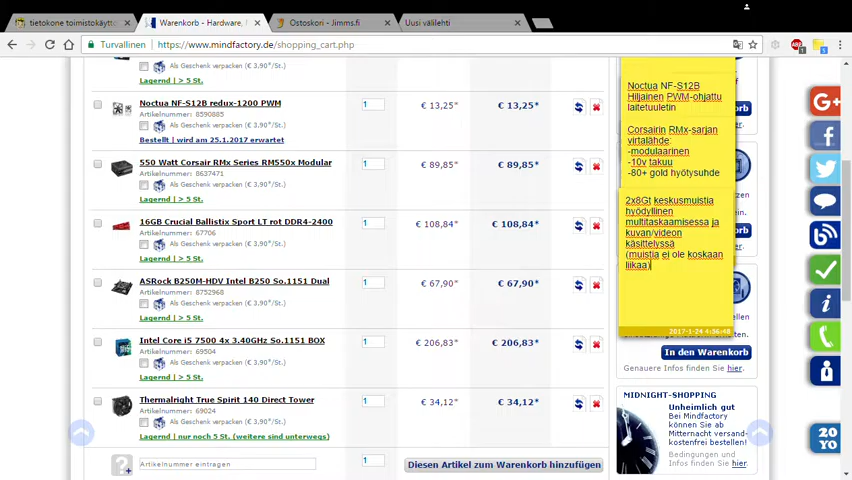 tietokone toimistokäytt
Warenkorb - Hardware, N
Ostoskori - Jimms.fi
Uusi välilehti
Turvallinen
https://www.mindfactory.de/shopping_cart.php
Als Geschenk verpacken (€ 3,90*/St.)
Lagernd | > 5 St.
Noctua NF-S12B redux-1200 PWM
Artikelnummer: 8590885
Als Geschenk verpacken (€ 3,90*/St.)
Bestellt | wird am 25.1.2017 erwartet
1
€ 13,25*
€ 13,25*
550 Watt Corsair RMx Series RM550x Modular
Artikelnummer: 8637471
Als Geschenk verpacken (€ 3,90*/St.)
Lagernd | > 5 St.
1
€ 89,85*
€ 89,85*
16GB Crucial Ballistix Sport LT rot DDR4-2400
Artikelnummer: 67706
Als Geschenk verpacken (€ 3,90*/St.)
Lagernd | > 5 St.
1
€ 108,84*
€ 108,84*
ASRock B250M-HDV Intel B250 So.1151 Dual
Artikelnummer: 8752968
Als Geschenk verpacken (€ 3,90*/St.)
Lagernd | > 5 St.
1
€ 67,90*
€ 67,90*
Intel Core i5 7500 4x 3.40GHz So.1151 BOX
Artikelnummer: 69504
Als Geschenk verpacken (€ 3,90*/St.)
Lagernd | > 5 St.
1
€ 206,83*
€ 206,83*
Thermalright True Spirit 140 Direct Tower
Artikelnummer: 69024
Als Geschenk verpacken (€ 3,90*/St.)
Lagernd | nur noch 5 St. (weitere sind unterwegs)
1
€ 34,12*
€ 34,12*
Artikelnummer eintragen
1
Diesen Artikel zum Warenkorb hinzufügen
Noctua NF-S12B
Hiljainen PWM-ohjattu
laitetuuletin
Corsairin RMx-sarjan
virtalähde:
-modulaarinen
-10v takuu
-80+ gold hyötysuhde
2x8Gt keskusmuistia
hyödyllinen
multitaskaamisessa ja
kuvan/videon
käsittelyssä
(muistia ei ole koskaan
liikaa)
2017-1-24 4:36:48
In den Warenkorb
Genauere Infos finden Sie hier.
MIDNIGHT-SHOPPING
Unheimlich gut
Bei Mindfactory
können Sie ab
Mitternacht versand-
kostenfrei bestellen!
Bedingungen und
Infos finden Sie hier.
20
YO